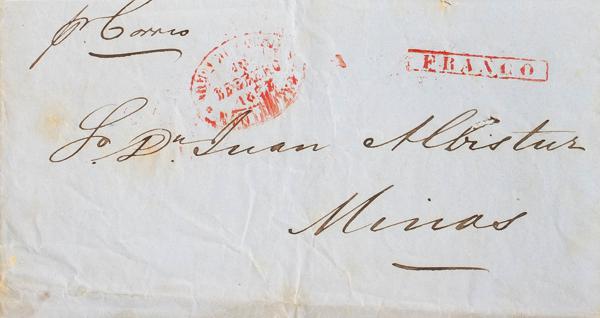 pr. Correo
FRANCO
Sor. Dn. Juan Albistur
Minas